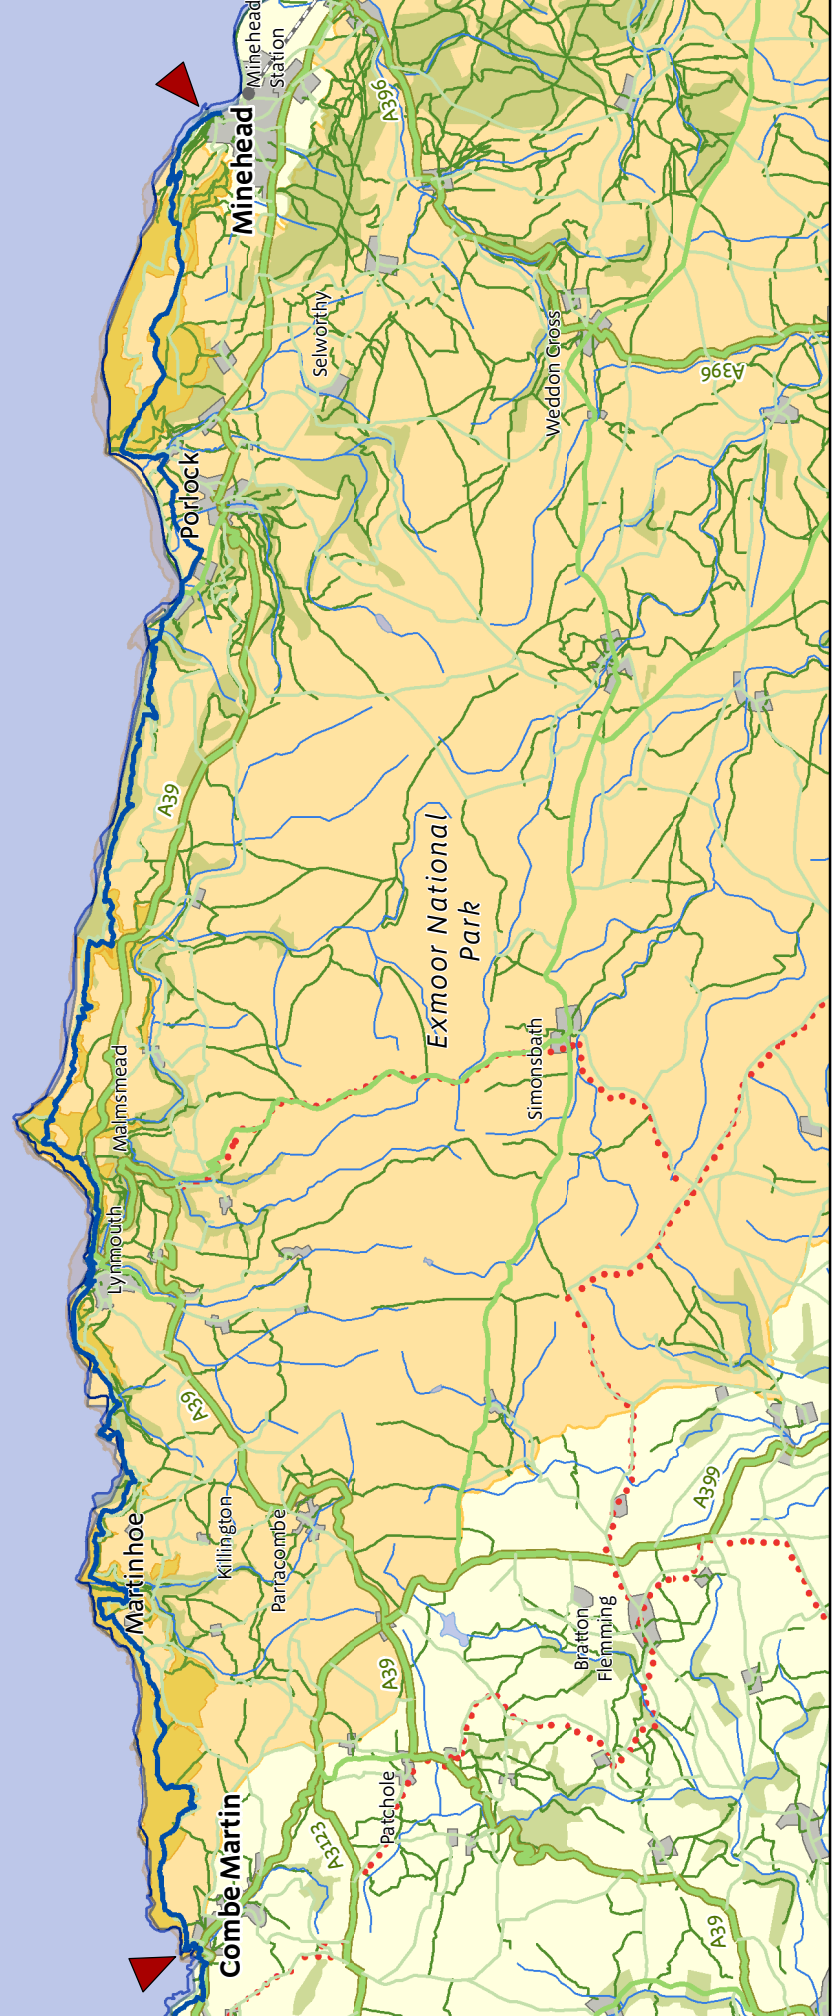 Minehead
Station
A396
Minehead
Selworthy
Weddon Cross
A396
Porlock
A39
Exmoor National
Park
Malmsmead
Simonsbath
Lynmouth
A39
Martinhoe
Killington
Parracombe
A399
Bratton
Flemming
A39
Patchole
A3123
Combe Martin
A39